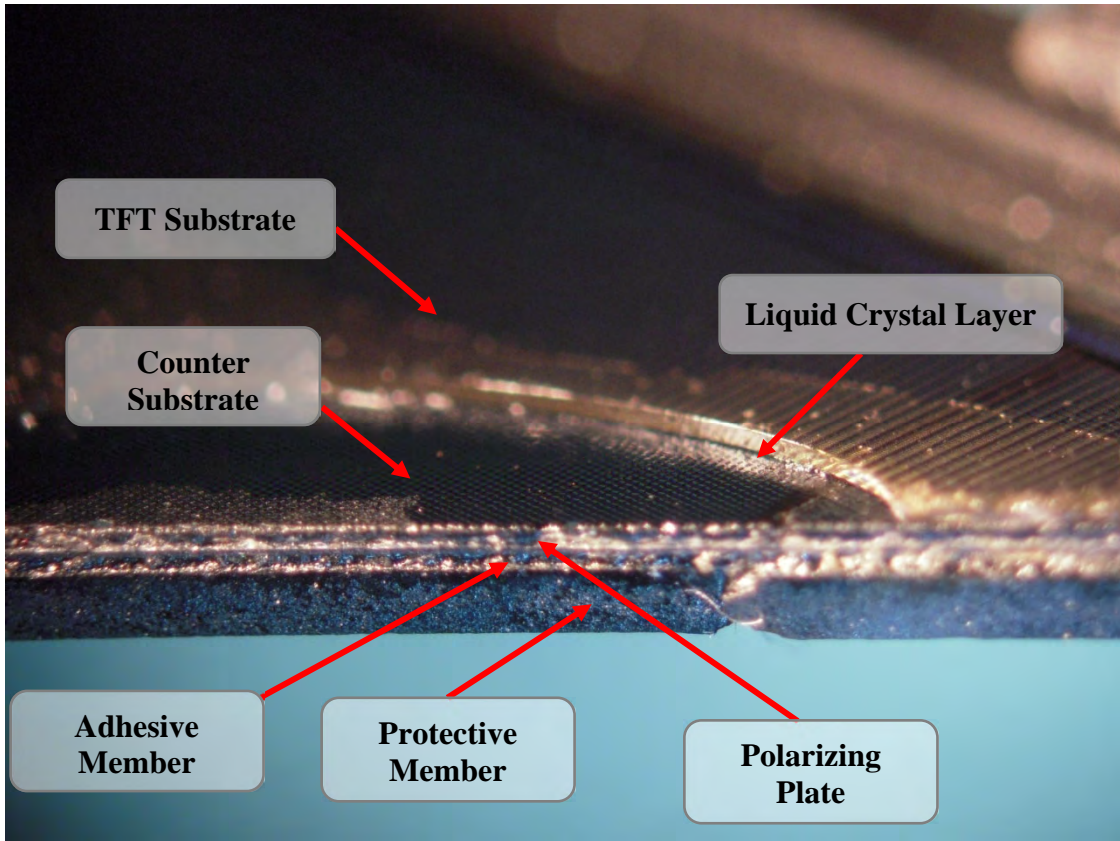 TFT Substrate
Liquid Crystal Layer
Counter
Substrate
Adhesive
Member
Protective
Member
Polarizing
Plate